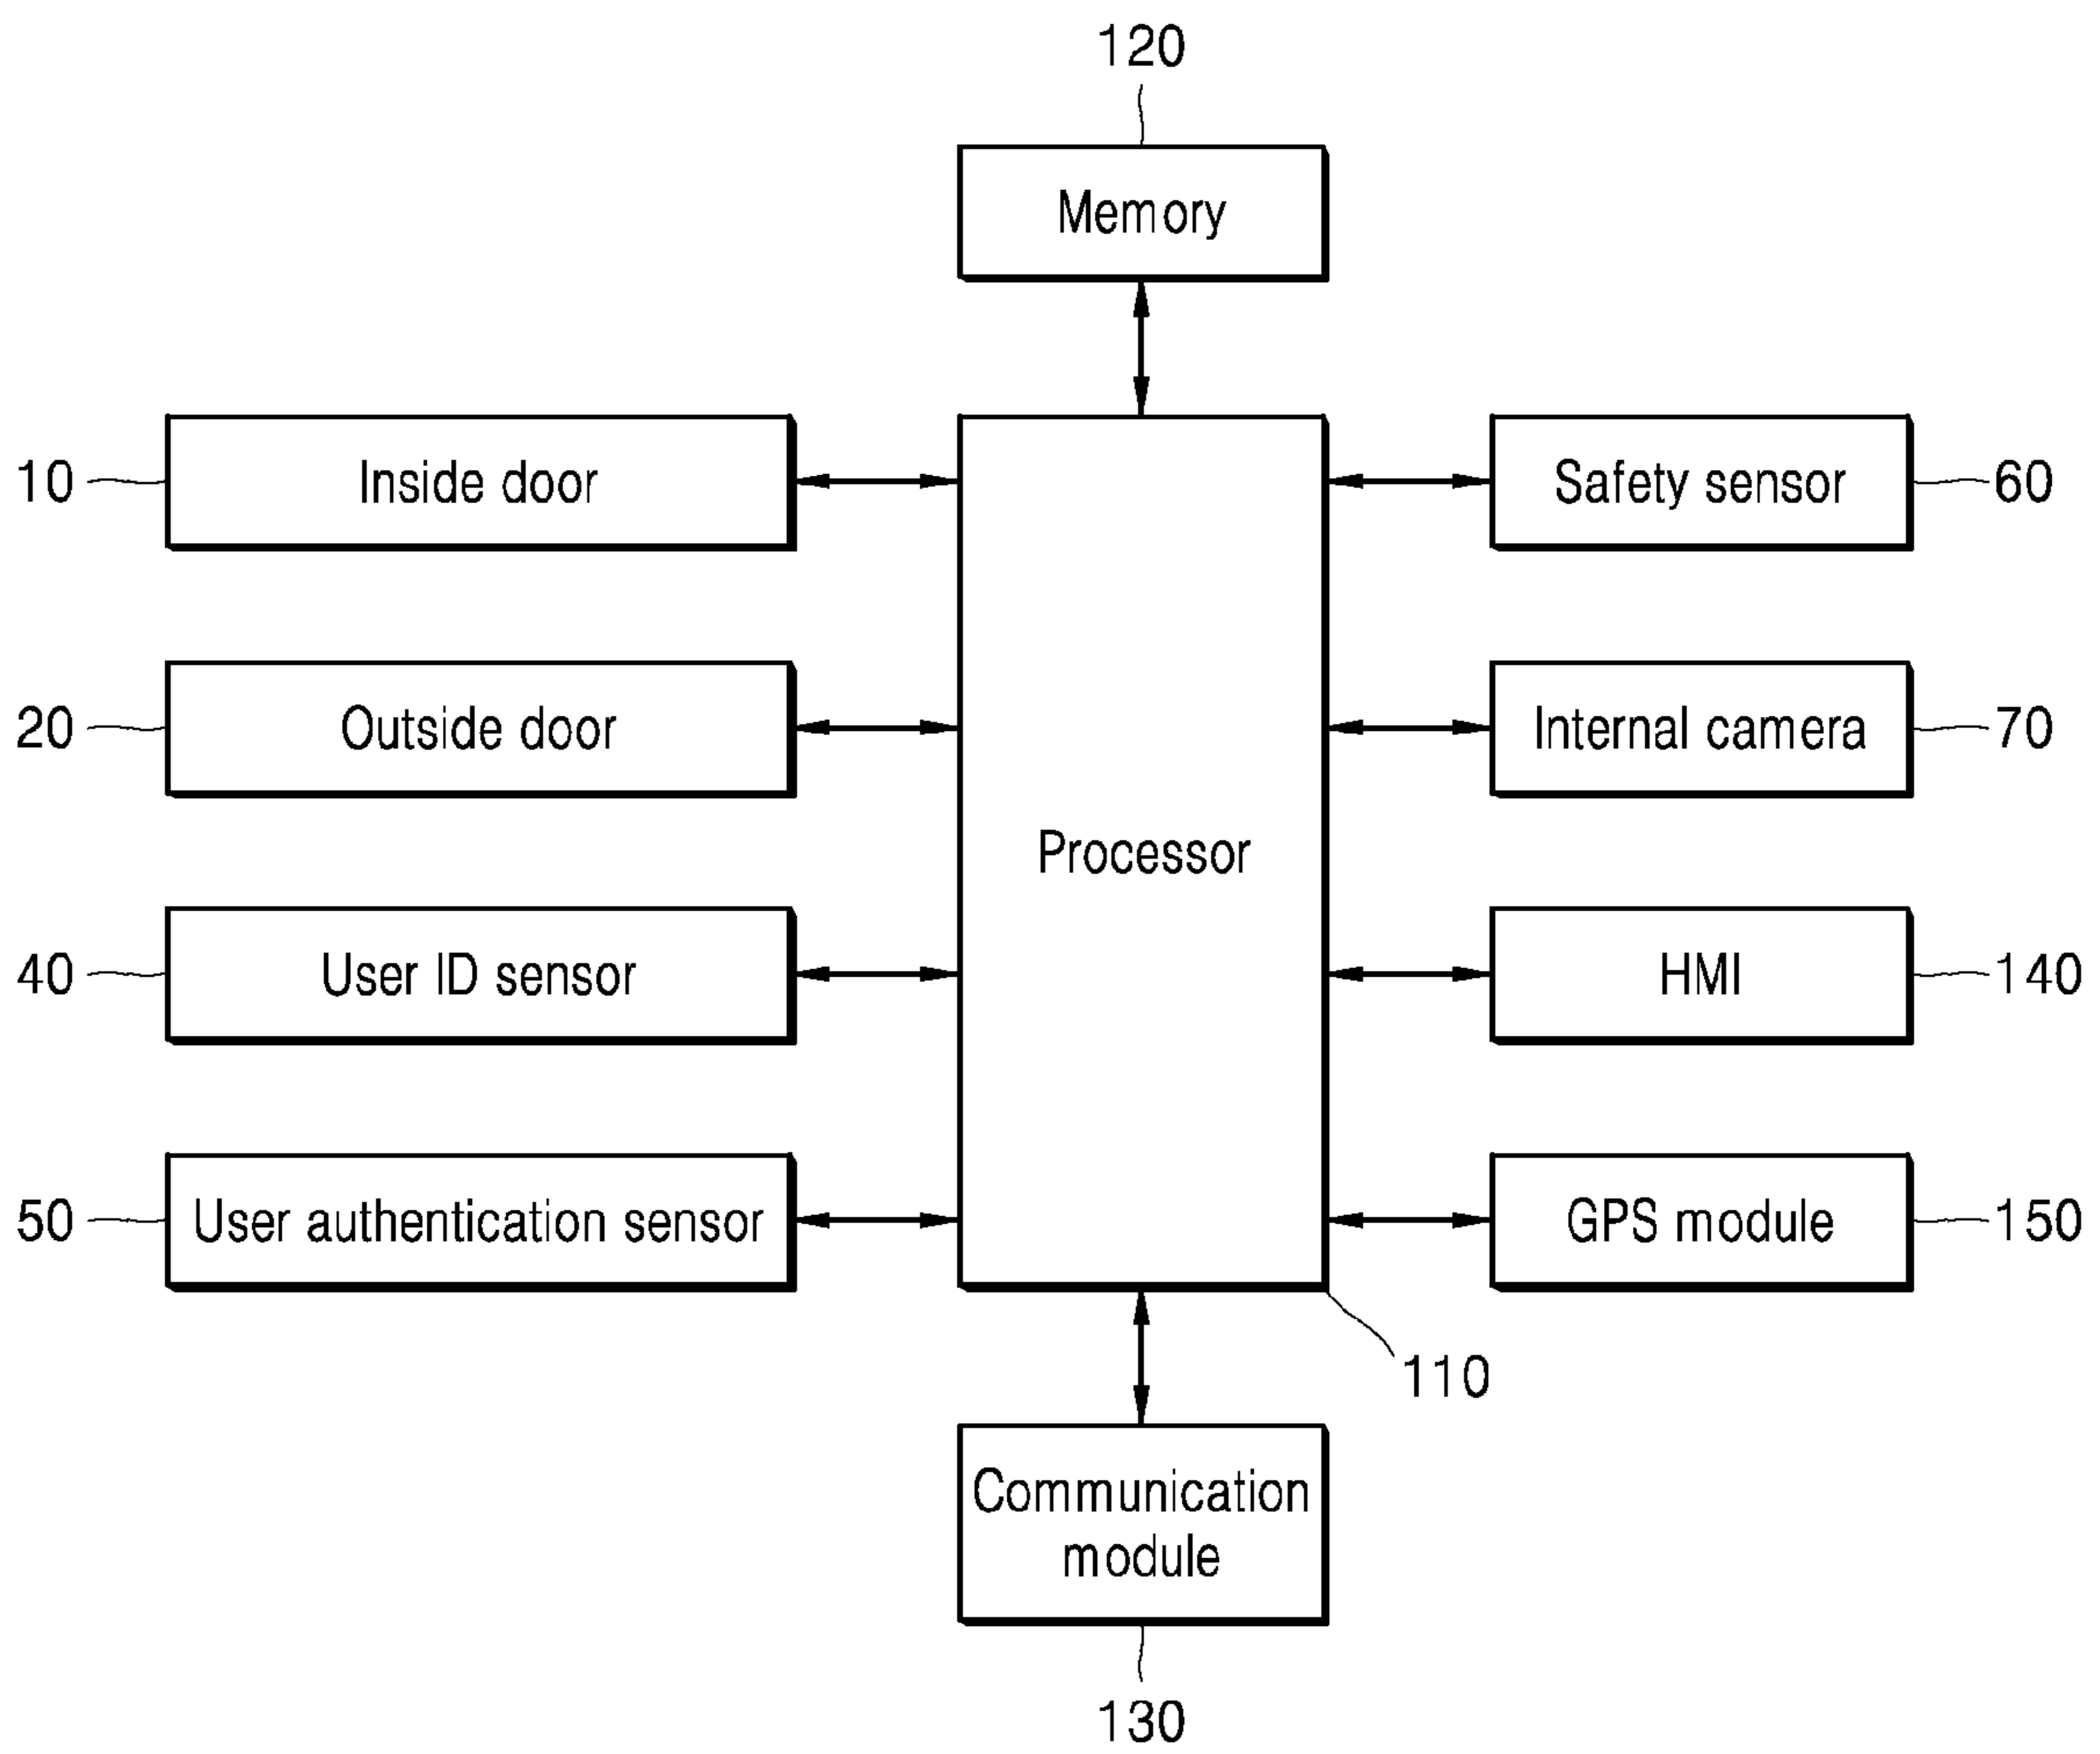 120
Memory
10
Inside door
Safety sensor
60
20
Outside door
Internal camera
70
Processor
40
User ID sensor
HMI
140
50
User authentication sensor
GPS module
150
110
Communication
module
130